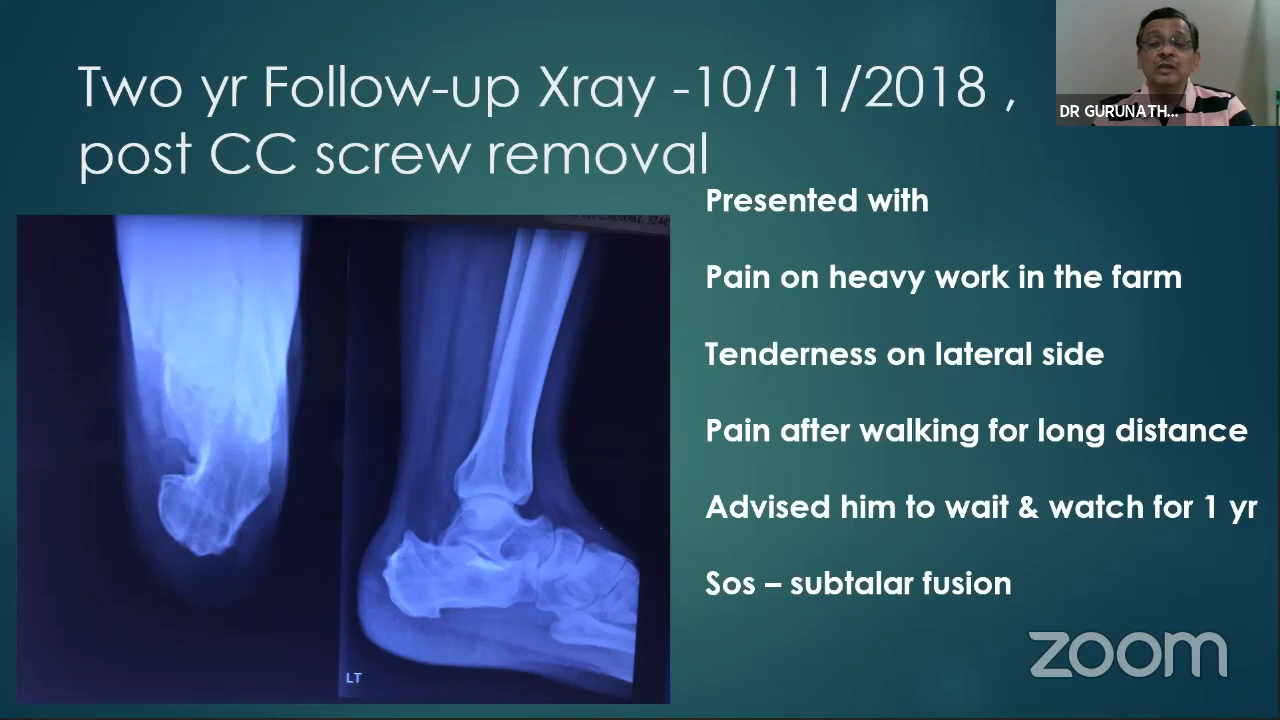 Two yr Follow-up Xray -10/11/2018 ,
post CC screw removal
DR GURUNATH...
Presented with
Pain on heavy work in the farm
Tenderness on lateral side
Pain after walking for long distance
Advised him to wait & watch for 1 yr
Sos – subtalar fusion
LT
zoom